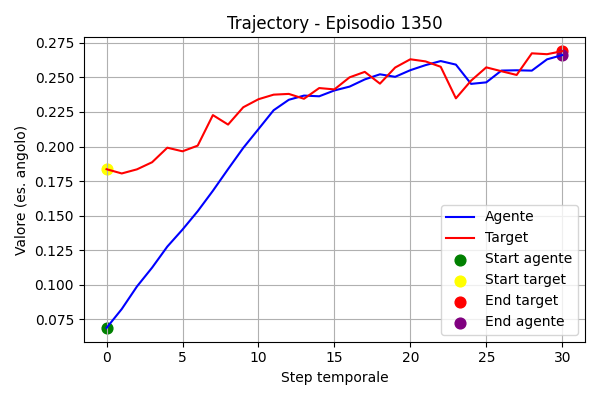 Trajectory - Episodio 1350
Valore (es. angolo)
0.275
0.250
0.225
0.200
0.175
0.150
0.125
0.100
0.075
Agente
Target
Start agente
Start target
End target
End agente
0 5 10 15 20 25 30
Step temporale